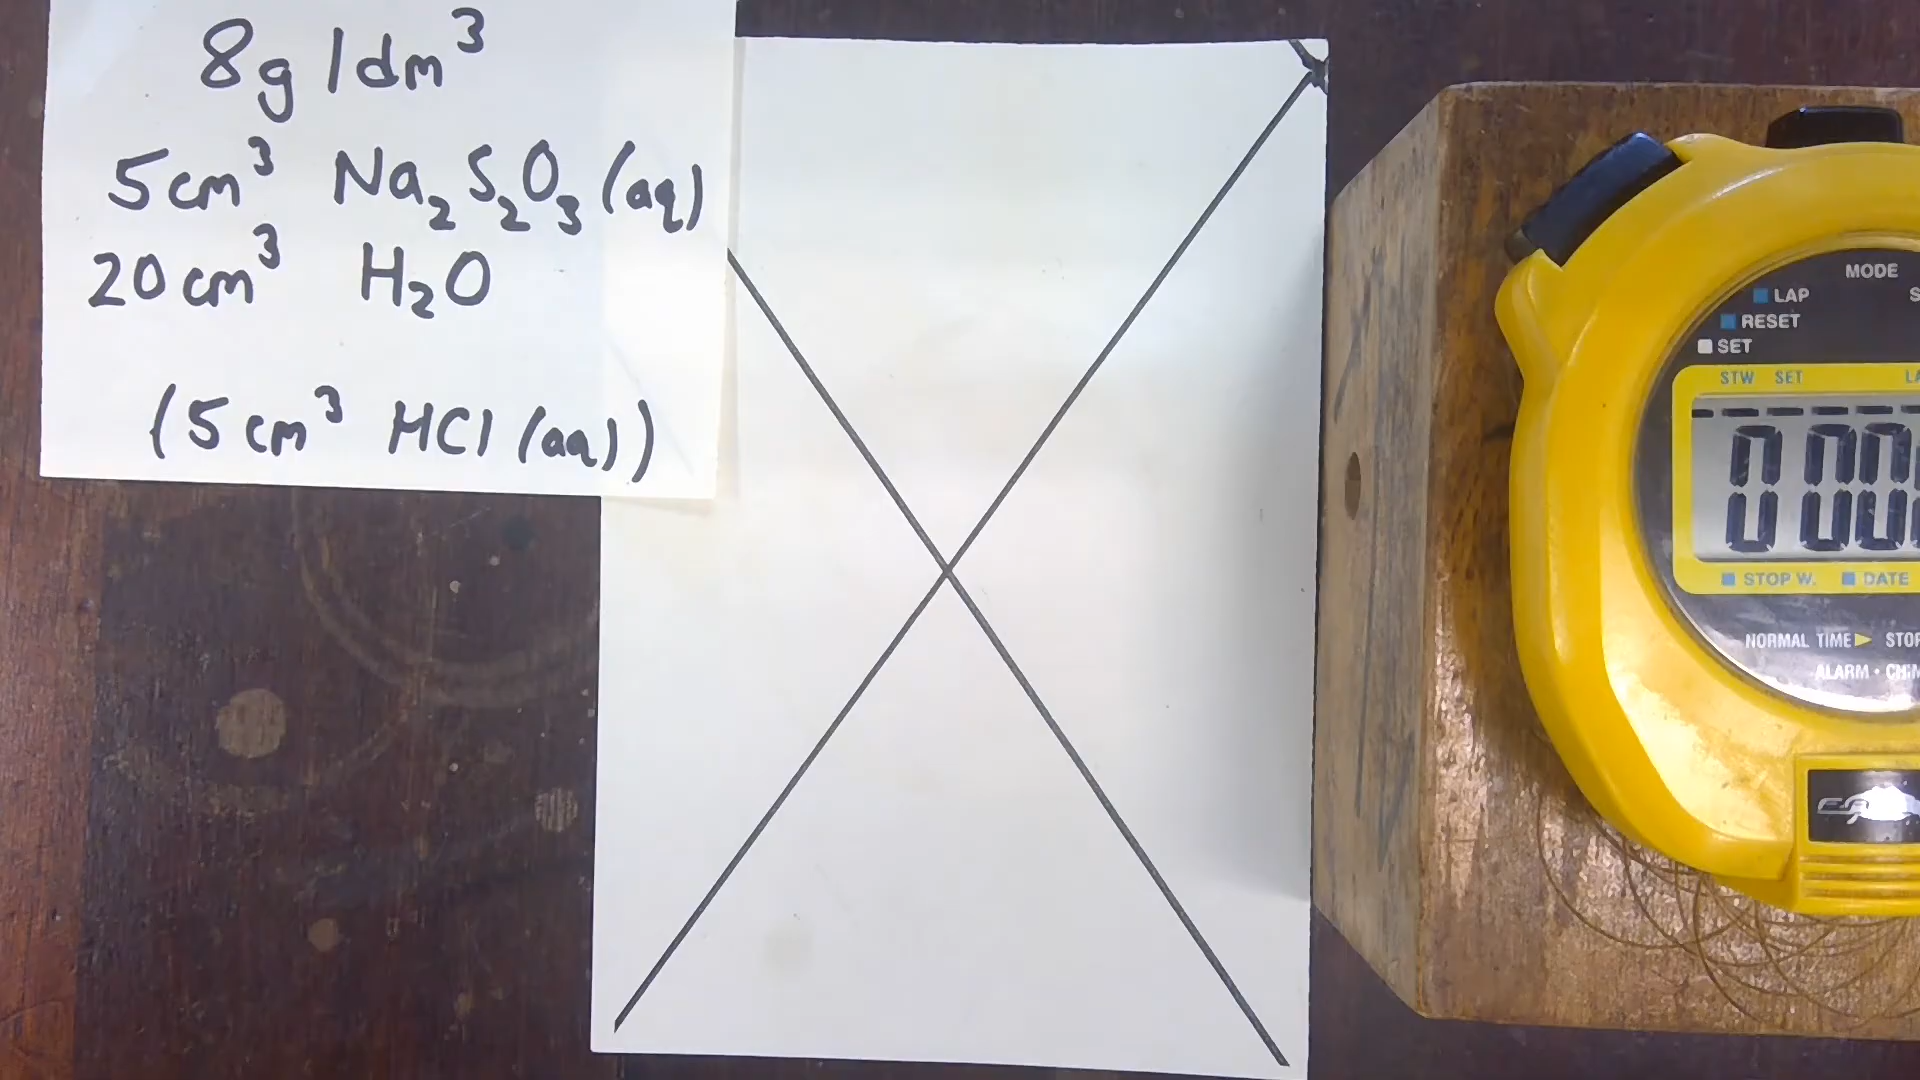 8g/dm³
5cm³ Na₂S₂O₃(aq)
20cm³ H₂O
(5cm³ HCl(aq))
MODE
LAP
RESET
SET
STW SET
0 00
STOP W. DATE
NORMAL TIME
ALARM •